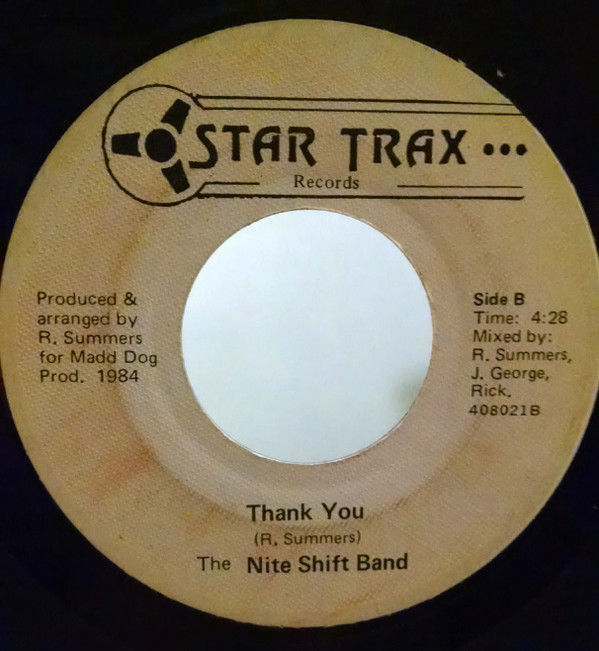 STAR TRAX •••
Records
Produced &
arranged by
R. Summers
for Madd Dog
Prod. 1984
Side B
Time: 4:28
Mixed by:
R. Summers,
J. George,
Rick.
408021B
Thank You
(R. Summers)
The Nite Shift Band